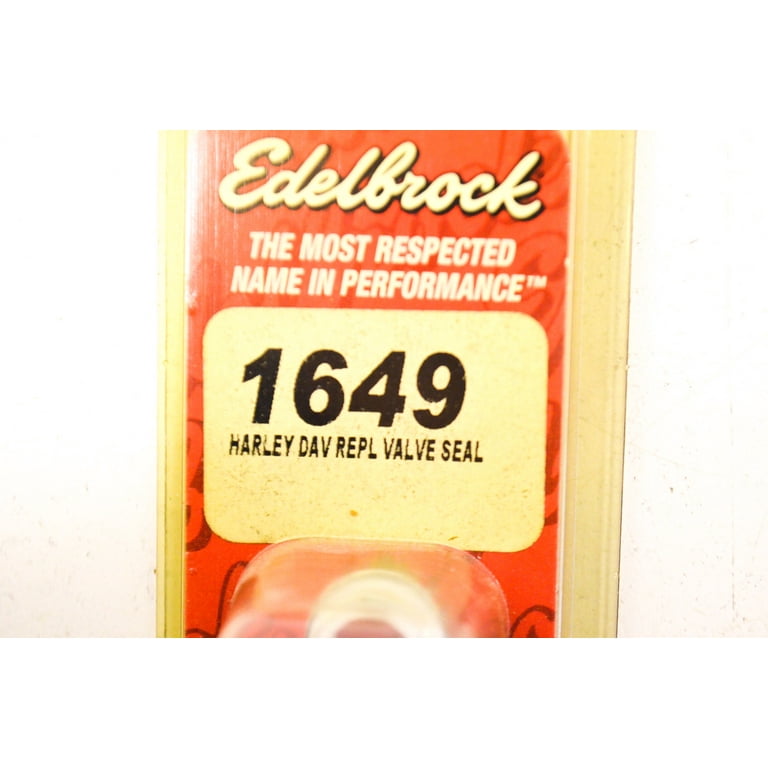 Edelbrock
THE MOST RESPECTED
NAME IN PERFORMANCE™
1649
HARLEY DAV REPL VALVE SEAL